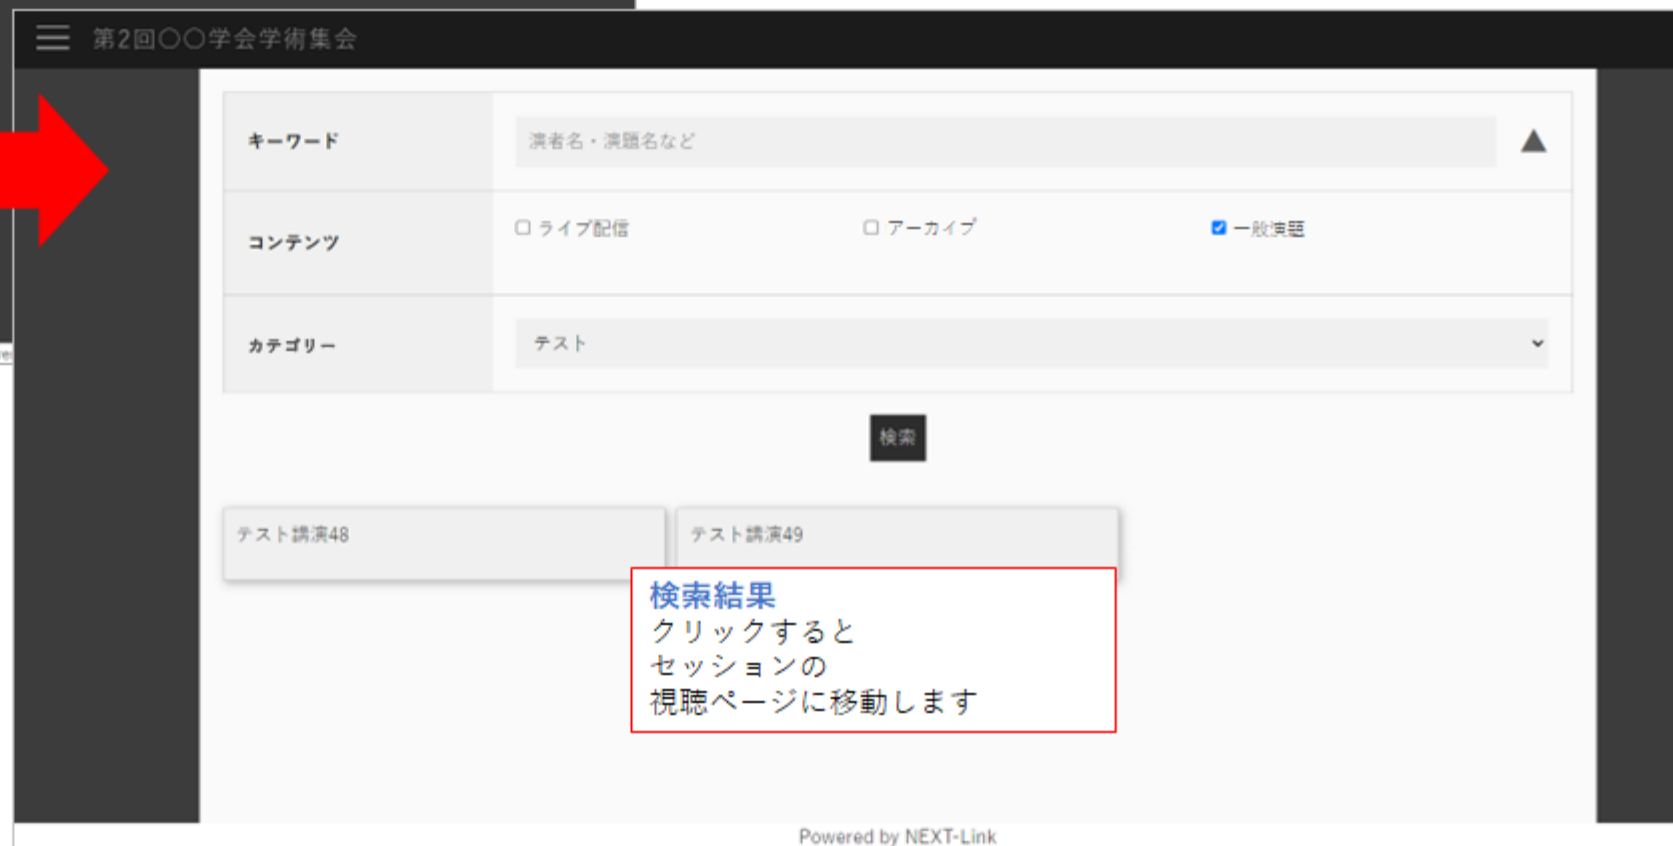 第2回〇〇学会学術集会
キーワード
演者名・演題名など
コンテンツ
ライブ配信
アーカイブ
一般演題
カテゴリー
テスト
検索
テスト講演48
テスト講演49
検索結果
クリックすると
セッションの
視聴ページに移動します
Powered by NEXT-Link